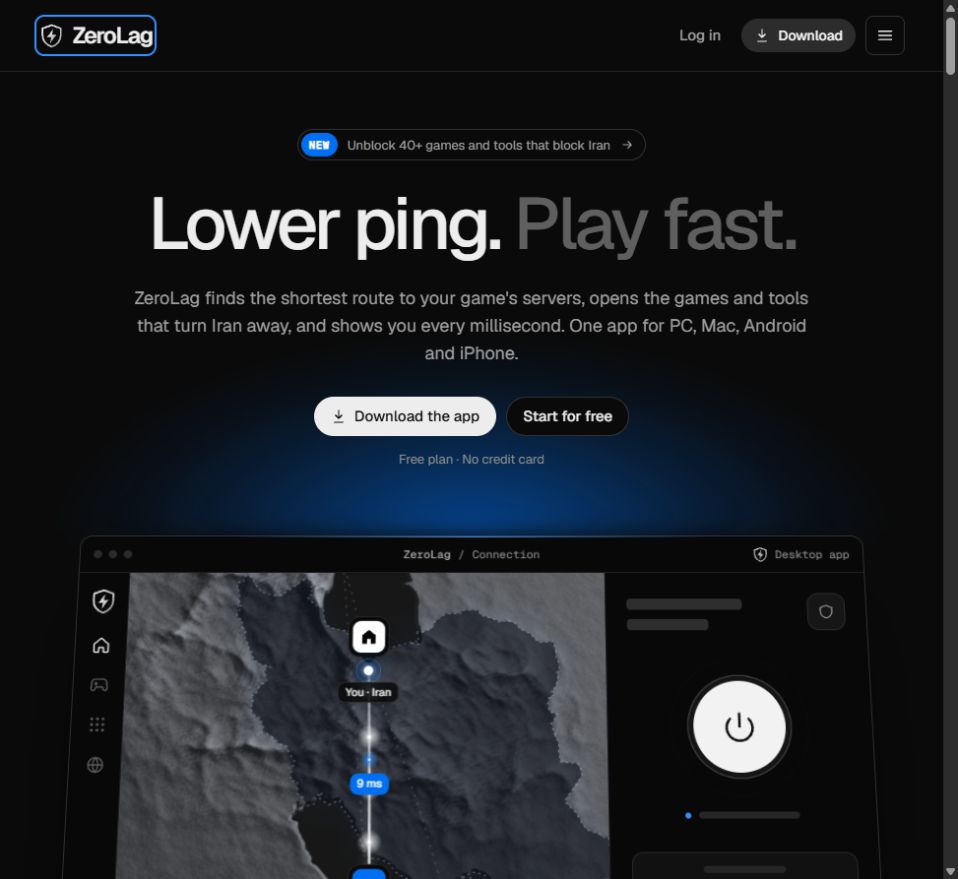 ZeroLag
Log in
Download
NEW Unblock 40+ games and tools that block Iran →
Lower ping. Play fast.
ZeroLag finds the shortest route to your game's servers, opens the games and tools
that turn Iran away, and shows you every millisecond. One app for PC, Mac, Android
and iPhone.
Download the app
Start for free
Free plan · No credit card
ZeroLag / Connection
Desktop app
You · Iran
9 ms